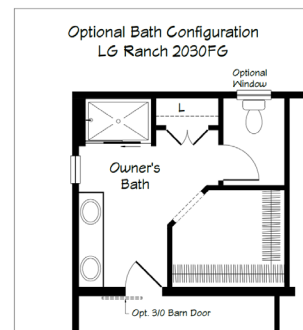 Optional Bath Configuration
LG Ranch 2030FG
Optional
Window
L
Owner's
Bath
Opt. 3/0 Barn Door